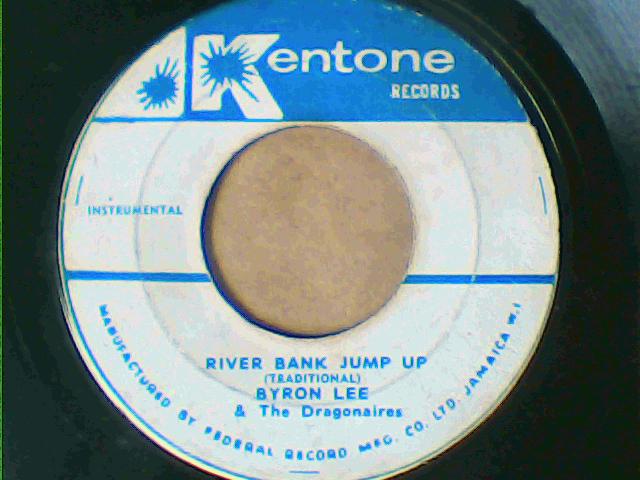 Kentone
RECORDS
INSTRUMENTAL
RIVER BANK JUMP UP
(TRADITIONAL)
BYRON LEE
& The Dragonaires
MANUFACTURED BY FEDERAL RECORD MFG. CO. LTD. JAMAICA W.I